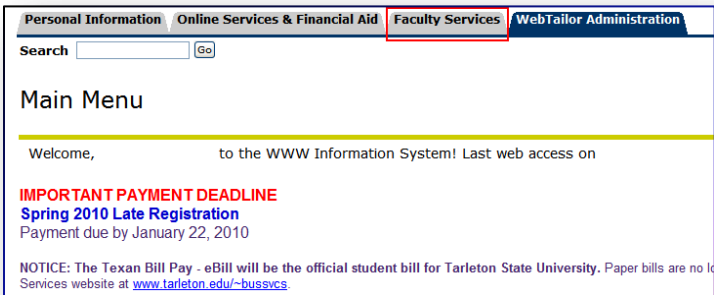 Personal Information Online Services & Financial Aid Faculty Services WebTailor Administration
Search Go
Main Menu
Welcome, to the WWW Information System! Last web access on
IMPORTANT PAYMENT DEADLINE
Spring 2010 Late Registration
Payment due by January 22, 2010
NOTICE: The Texan Bill Pay - eBill will be the official student bill for Tarleton State University. Paper bills are no
Services website at www.tarleton.edu/~bussvcs.